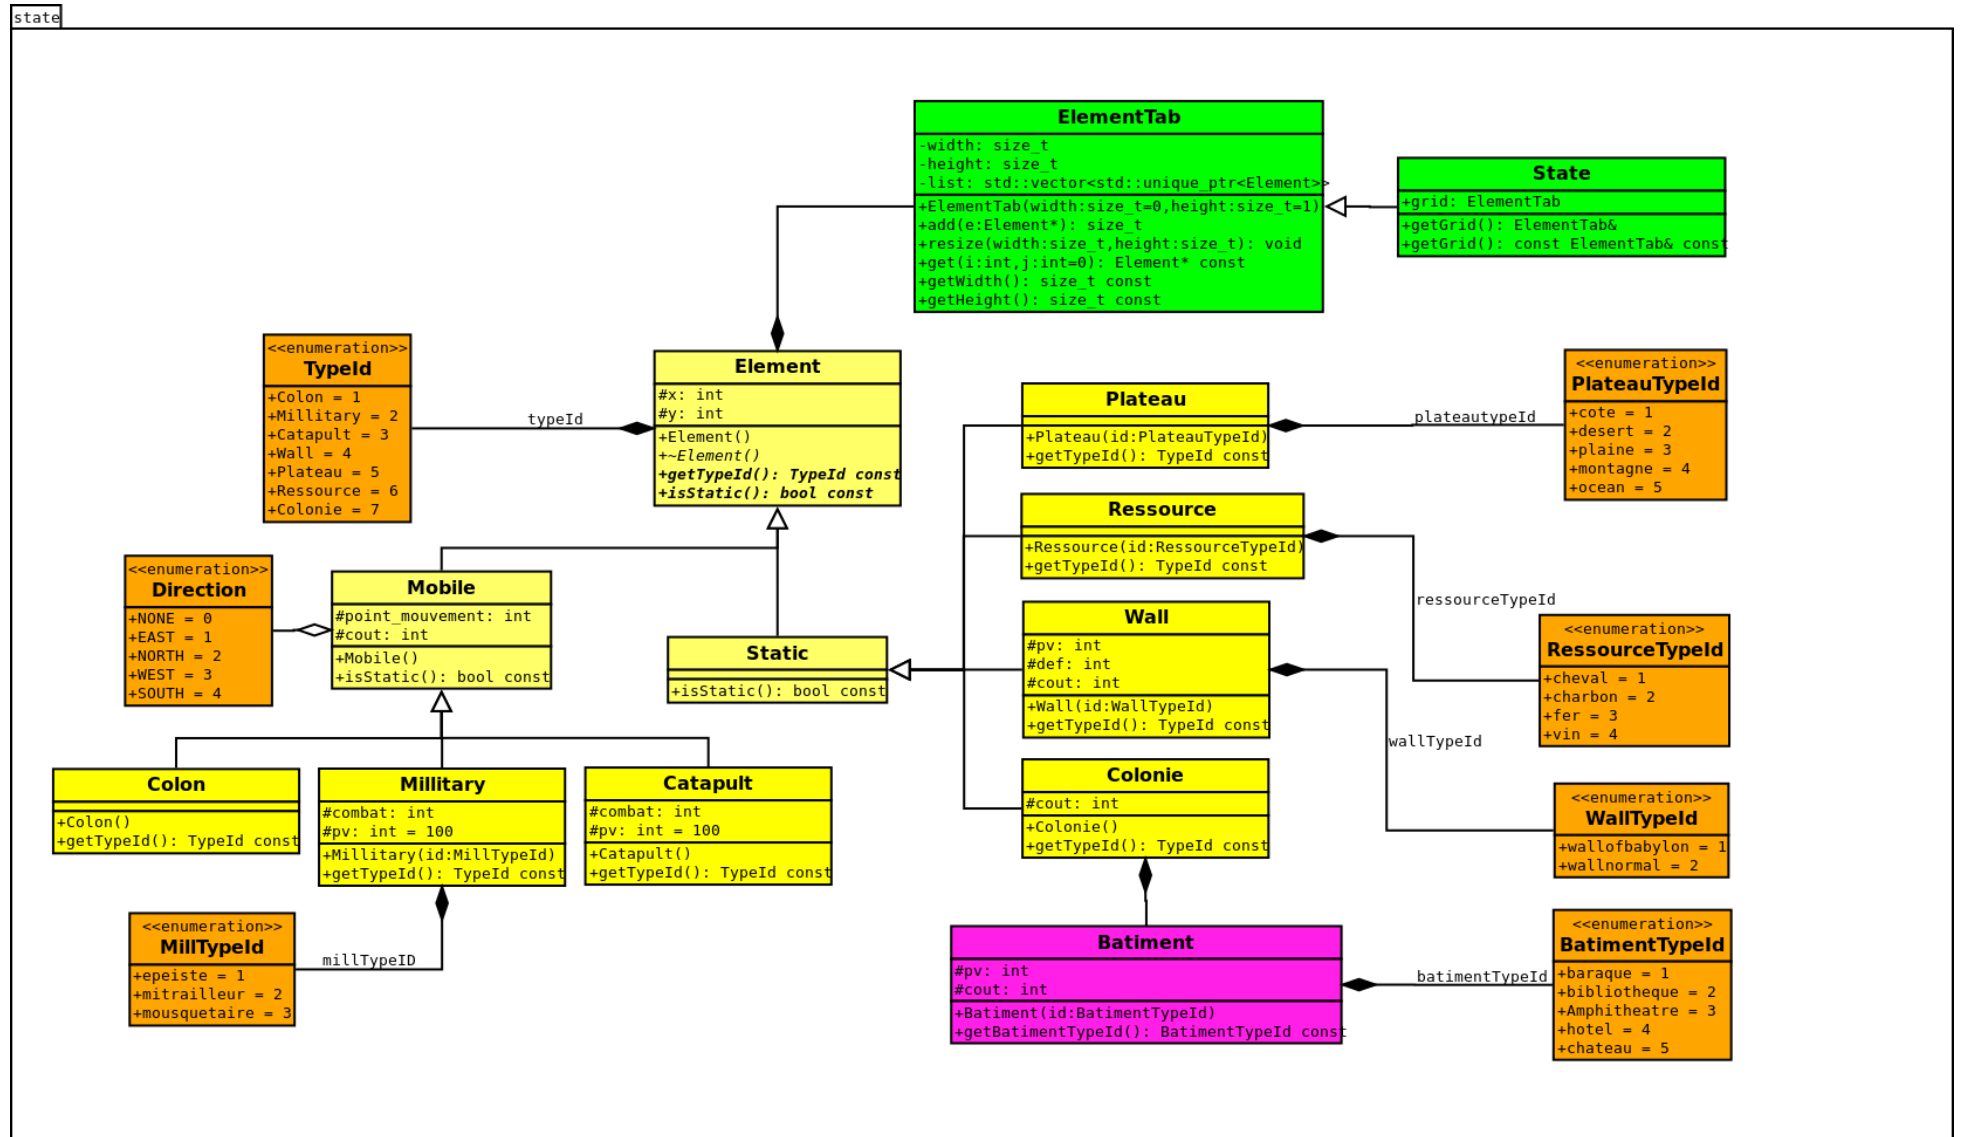 state
ElementTab
-width: size_t
-height: size_t
-list: std::vector<std::unique_ptr<Element>>
+ElementTab(width:size_t=0,height:size_t=1)
+add(e:Element*): size_t
+resize(width:size_t,height:size_t): void
+get(i:int,j:int=0): Element* const
+getWidth(): size_t const
+getHeight(): size_t const
State
+grid: ElementTab
+getGrid(): ElementTab&
+getGrid(): const ElementTab& const
<<enumeration>>
TypeId
+Colon = 1
+Millitary = 2
+Catapult = 3
+Wall = 4
+Plateau = 5
+Ressource = 6
+Colonie = 7
typeId
Element
#x: int
#y: int
+Element()
+~Element()
+getTypeId(): TypeId const
+isStatic(): bool const
Plateau
+Plateau(id:PlateauTypeId)
+getTypeId(): TypeId const
plateautypeId
<<enumeration>>
PlateauTypeId
+cote = 1
+desert = 2
+plaine = 3
+montagne = 4
+ocean = 5
Ressource
+Ressource(id:RessourceTypeId)
+getTypeId(): TypeId const
ressourceTypeId
<<enumeration>>
RessourceTypeId
+cheval = 1
+charbon = 2
+fer = 3
+vin = 4
<<enumeration>>
Direction
+NONE = 0
+EAST = 1
+NORTH = 2
+WEST = 3
+SOUTH = 4
Mobile
#point_mouvement: int
#cout: int
+Mobile()
+isStatic(): bool const
Static
+isStatic(): bool const
Wall
#pv: int
#def: int
#cout: int
+Wall(id:WallTypeId)
+getTypeId(): TypeId const
wallTypeId
<<enumeration>>
WallTypeId
+wallofbabylon = 1
+wallnormal = 2
Colon
+Colon()
+getTypeId(): TypeId const
Millitary
#combat: int
#pv: int = 100
+Millitary(id:MillTypeId)
+getTypeId(): TypeId const
Catapult
#combat: int
#pv: int = 100
+Catapult()
+getTypeId(): TypeId const
Colonie
#cout: int
+Colonie()
+getTypeId(): TypeId const
<<enumeration>>
MillTypeId
+epeiste = 1
+mitrailleur = 2
+mousquetaire = 3
millTypeID
Batiment
#pv: int
#cout: int
+Batiment(id:BatimentTypeId)
+getBatimentTypeId(): BatimentTypeId const
batimentTypeId
<<enumeration>>
BatimentTypeId
+baraque = 1
+bibliotheque = 2
+Amphitheatre = 3
+hotel = 4
+chateau = 5